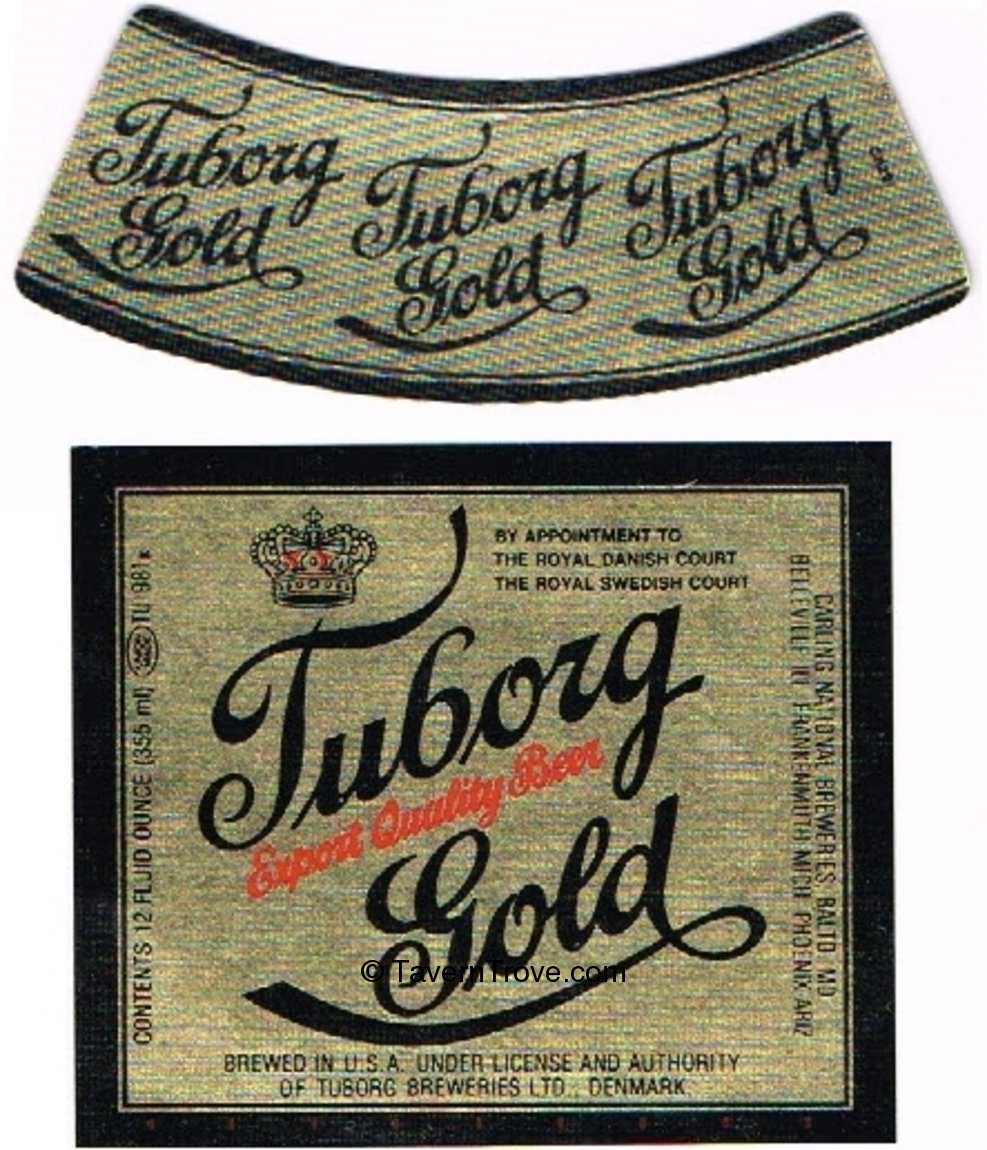 Tuborg
Gold
Tuborg
Gold
Tuborg
Gold
BY APPOINTMENT TO
THE ROYAL DANISH COURT
THE ROYAL SWEDISH COURT
Tuborg
Export Quality Beer
Gold
CONTENTS 12 FLUID OUNCE (355 ml)
TU 981
CARLING NATIONAL BREWERIES BALTO MD
BELLEVILLE ILL FRANKENMUTH MICH PHOENIX ARIZ
© TavernTrove.com
BREWED IN U.S.A. UNDER LICENSE AND AUTHORITY
OF TUBORG BREWERIES LTD., DENMARK